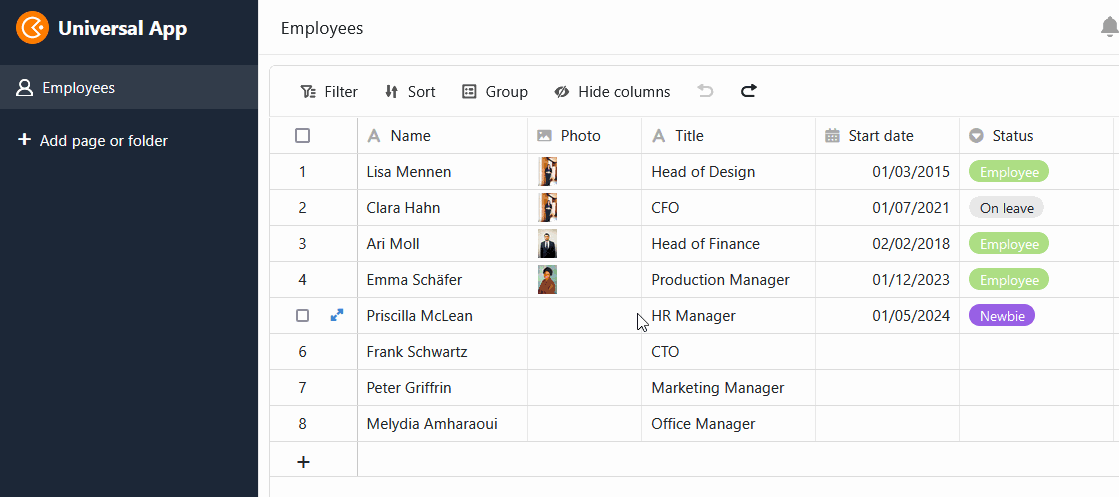 Universal App
Employees
Employees
Add page or folder
Filter Sort Group Hide columns
Name Photo Title Start date Status
1 Lisa Mennen Head of Design 01/03/2015 Employee
2 Clara Hahn CFO 01/07/2021 On leave
3 Ari Moll Head of Finance 02/02/2018 Employee
4 Emma Schäfer Production Manager 01/12/2023 Employee
Priscilla McLean HR Manager 01/05/2024 Newbie
6 Frank Schwartz CTO
7 Peter Griffrin Marketing Manager
8 Melydia Amharaoui Office Manager